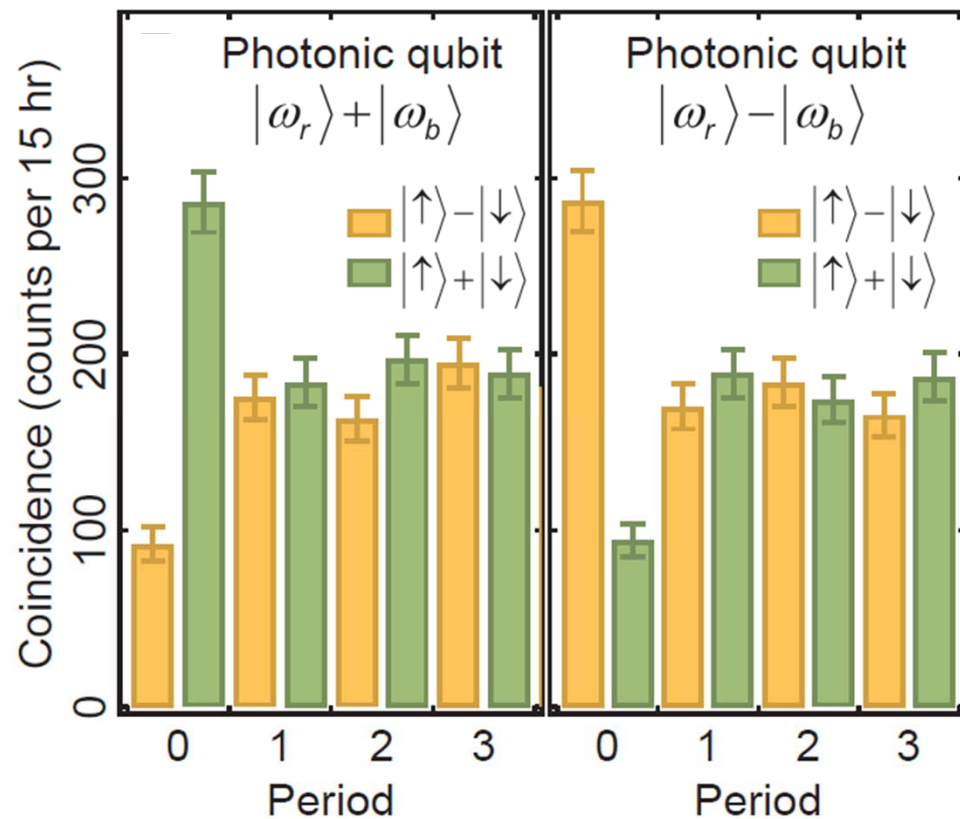 Coincidence (counts per 15 hr)
300
200
100
0
Photonic qubit
|ω_r⟩+|ω_b⟩
|↑⟩−|↓⟩
|↑⟩+|↓⟩
0 1 2 3
Period
Photonic qubit
|ω_r⟩−|ω_b⟩
|↑⟩−|↓⟩
|↑⟩+|↓⟩
0 1 2 3
Period